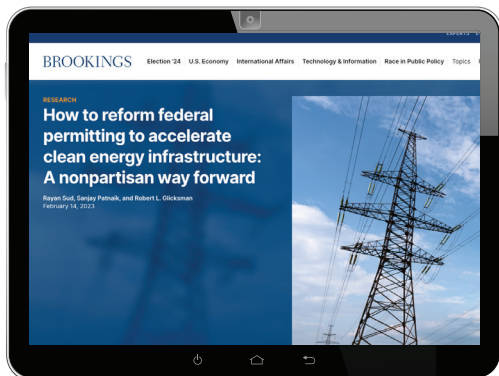 EXPERTS
BROOKINGS
Election '24 U.S. Economy International Affairs Technology & Information Race in Public Policy Topics
RESEARCH
How to reform federal
permitting to accelerate
clean energy infrastructure:
A nonpartisan way forward
Rayan Sud, Sanjay Patnaik, and Robert L. Glicksman
February 14, 2023